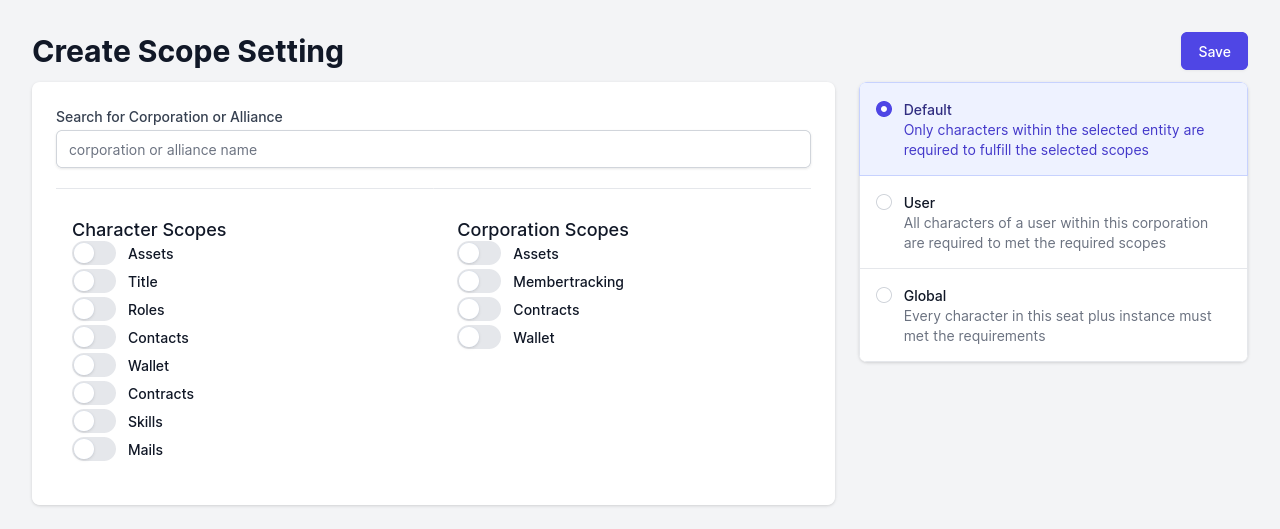 Create Scope Setting
Save
Search for Corporation or Alliance
corporation or alliance name
Character Scopes
Assets
Title
Roles
Contacts
Wallet
Contracts
Skills
Mails
Corporation Scopes
Assets
Membertracking
Contracts
Wallet
Default
Only characters within the selected entity are
required to fulfill the selected scopes
User
All characters of a user within this corporation
are required to met the required scopes
Global
Every character in this seat plus instance must
met the requirements